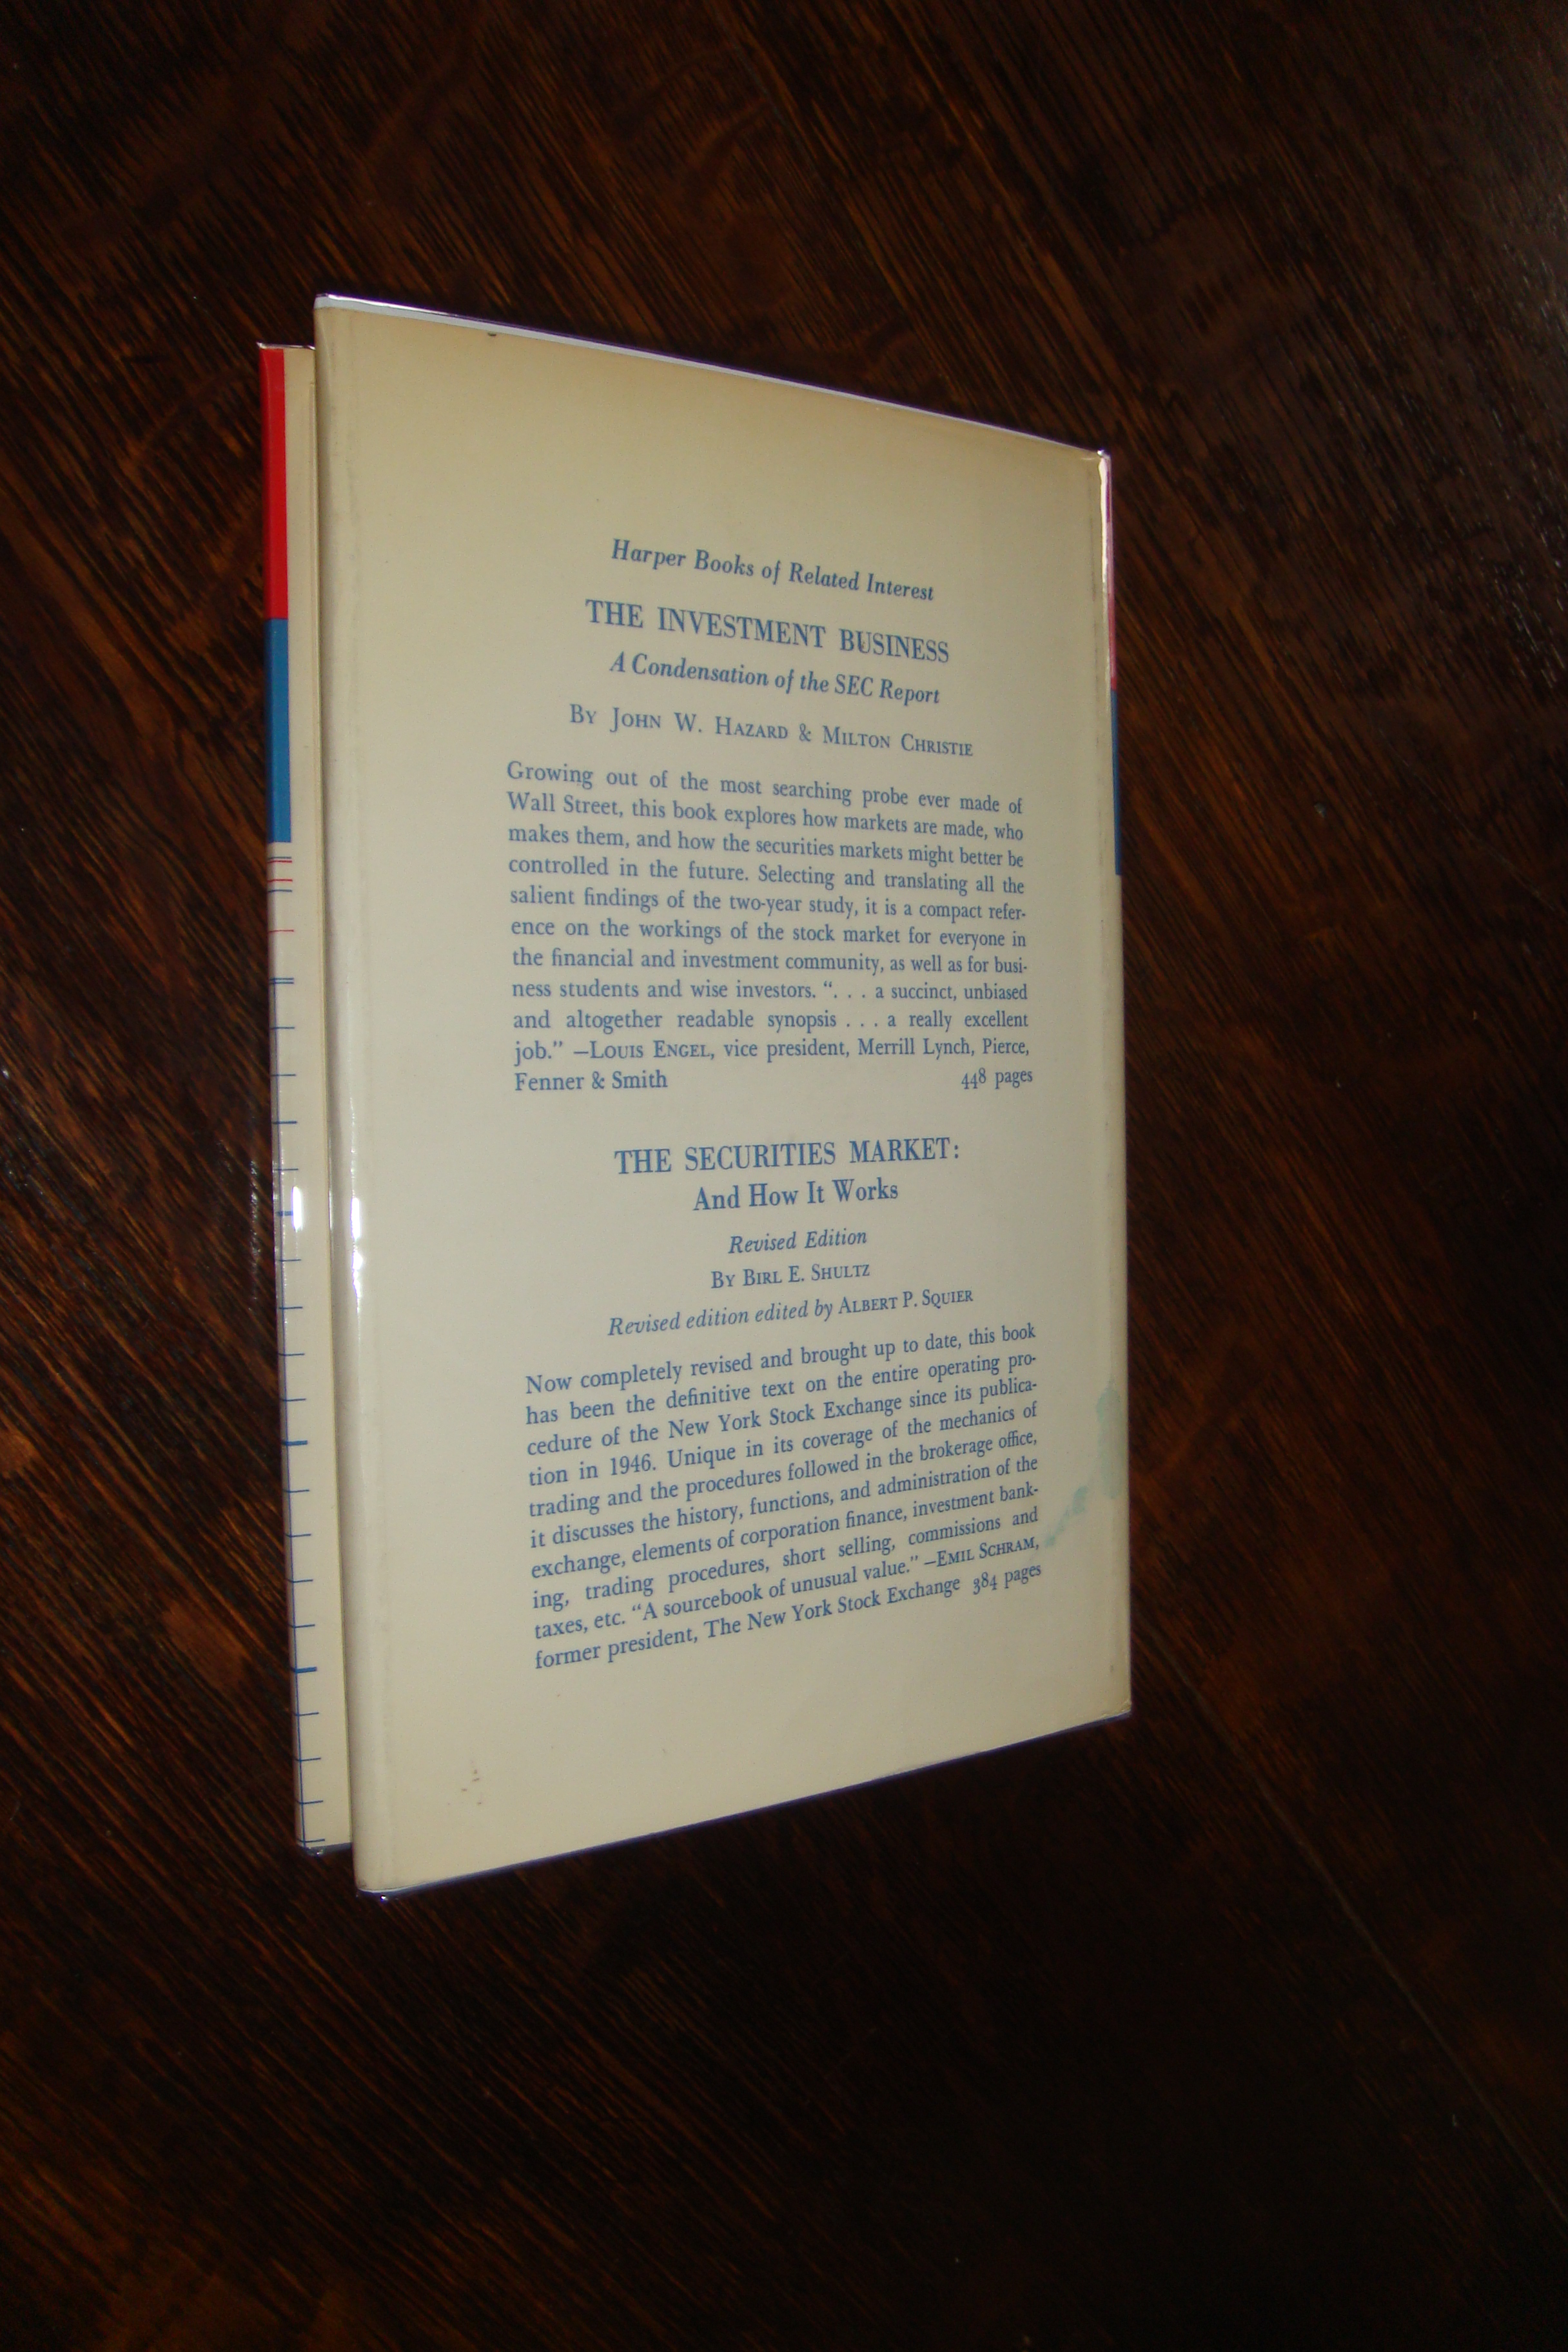 Harper Books of Related Interest
THE INVESTMENT BUSINESS
A Condensation of the SEC Report
By John W. Hazard & Milton Christie
Growing out of the most searching probe ever made of
Wall Street, this book explores how markets are made, who
makes them, and how the securities markets might better be
controlled in the future. Selecting and translating all the
salient findings of the two-year study, it is a compact refer-
ence on the workings of the stock market for everyone in
the financial and investment community, as well as for busi-
ness students and wise investors. “. . . a succinct, unbiased
and altogether readable synopsis . . . a really excellent
job.” —Louis Engel, vice president, Merrill Lynch, Pierce,
Fenner & Smith 448 pages
THE SECURITIES MARKET:
And How It Works
Revised Edition
By Birl E. Shultz
Revised edition edited by Albert P. Squier
Now completely revised and brought up to date, this book
has been the definitive text on the entire operating pro-
cedure of the New York Stock Exchange since its publica-
tion in 1946. Unique in its coverage of the mechanics of
trading and the procedures followed in the brokerage office,
it discusses the history, functions, and administration of the
exchange, elements of corporation finance, investment bank-
ing, trading procedures, short selling, commissions and
taxes, etc. “A sourcebook of unusual value.” —Emil Schram,
former president, The New York Stock Exchange 384 pages